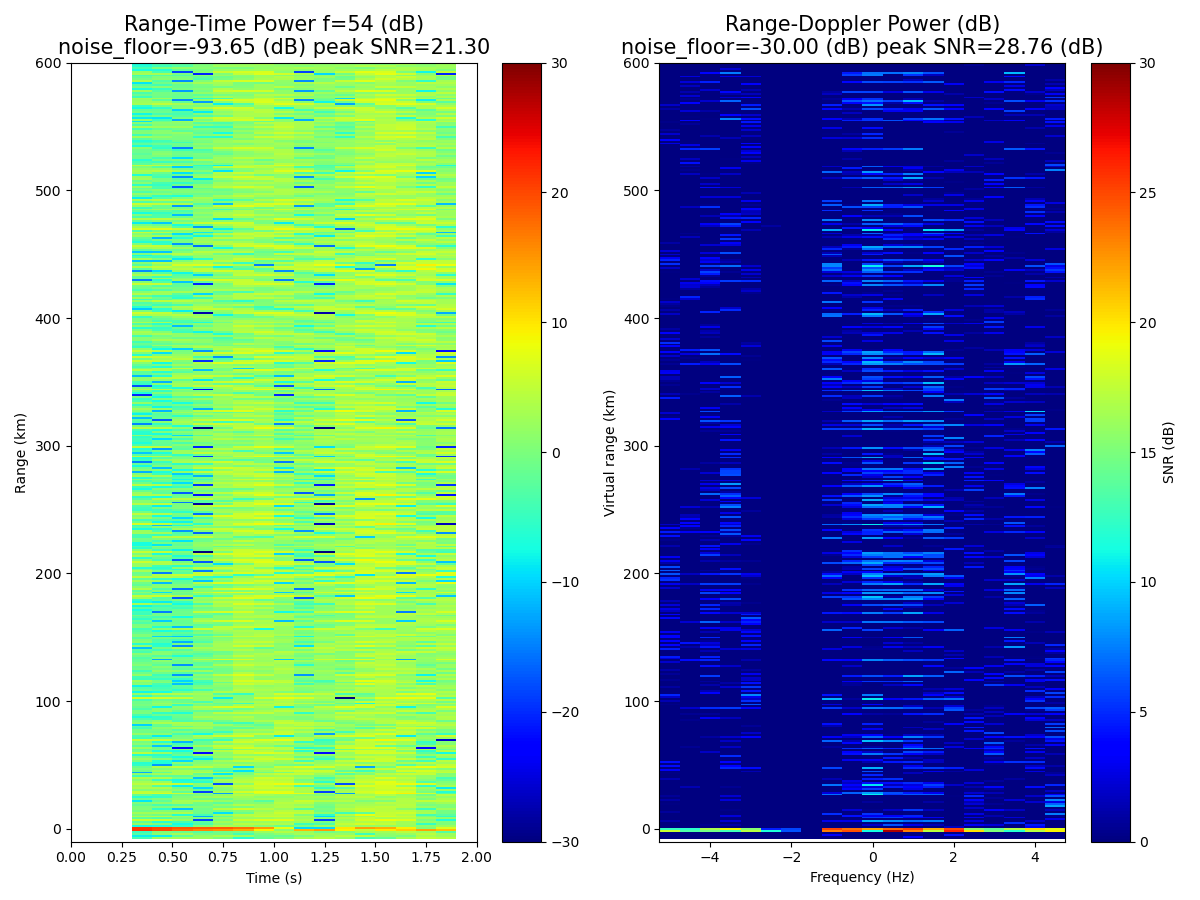 Range-Time Power f=54 (dB)
noise_floor=-93.65 (dB) peak SNR=21.30
Range (km)
600
500
400
300
200
100
0
0.00 0.25 0.50 0.75 1.00 1.25 1.50 1.75 2.00
Time (s)
30
20
10
0
−10
−20
−30
Range-Doppler Power (dB)
noise_floor=-30.00 (dB) peak SNR=28.76 (dB)
Virtual range (km)
600
500
400
300
200
100
0
−4 −2 0 2 4
Frequency (Hz)
30
25
20
15
10
5
0
SNR (dB)